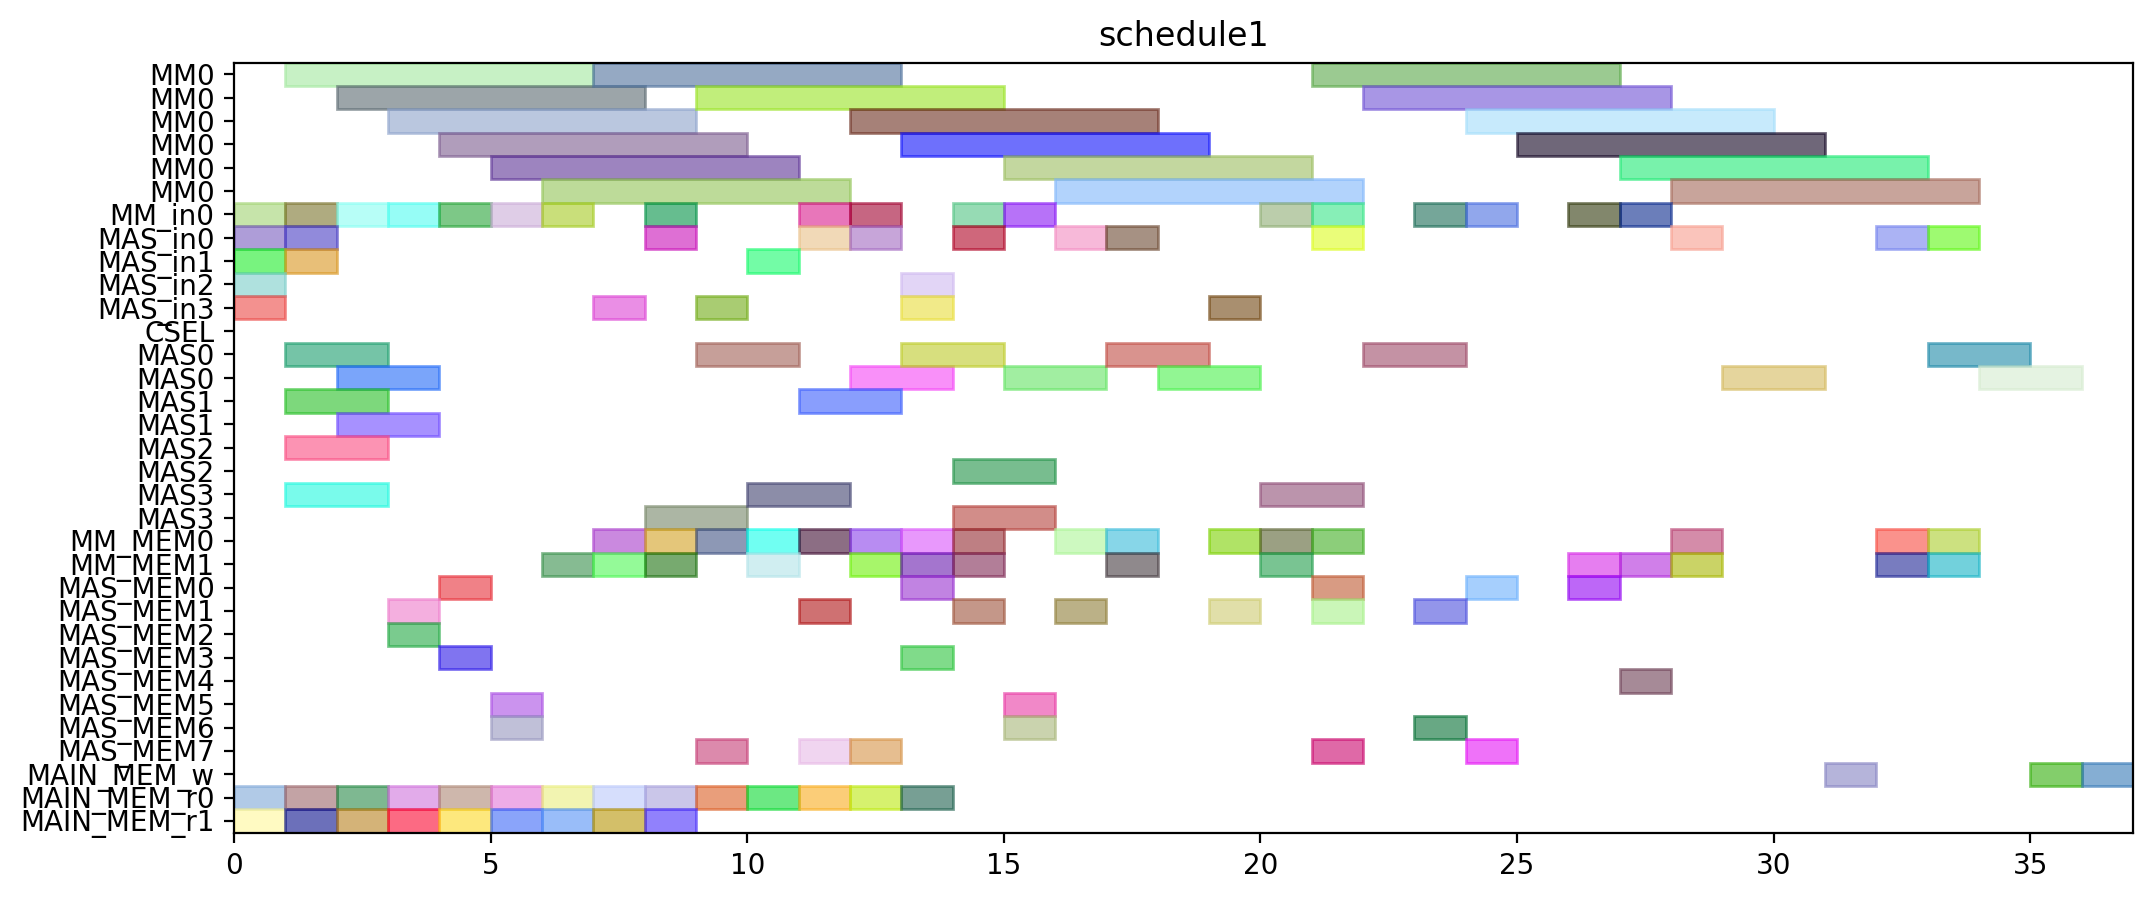 schedule1
MM0
MM0
MM0
MM0
MM0
MM0
MM_in0
MAS_in0
MAS_in1
MAS_in2
MAS_in3
CSEL
MAS0
MAS0
MAS1
MAS1
MAS2
MAS2
MAS3
MAS3
MM_MEM0
MM_MEM1
MAS_MEM0
MAS_MEM1
MAS_MEM2
MAS_MEM3
MAS_MEM4
MAS_MEM5
MAS_MEM6
MAS_MEM7
MAIN_MEM_w
MAIN_MEM_r0
MAIN_MEM_r1
0 5 10 15 20 25 30 35